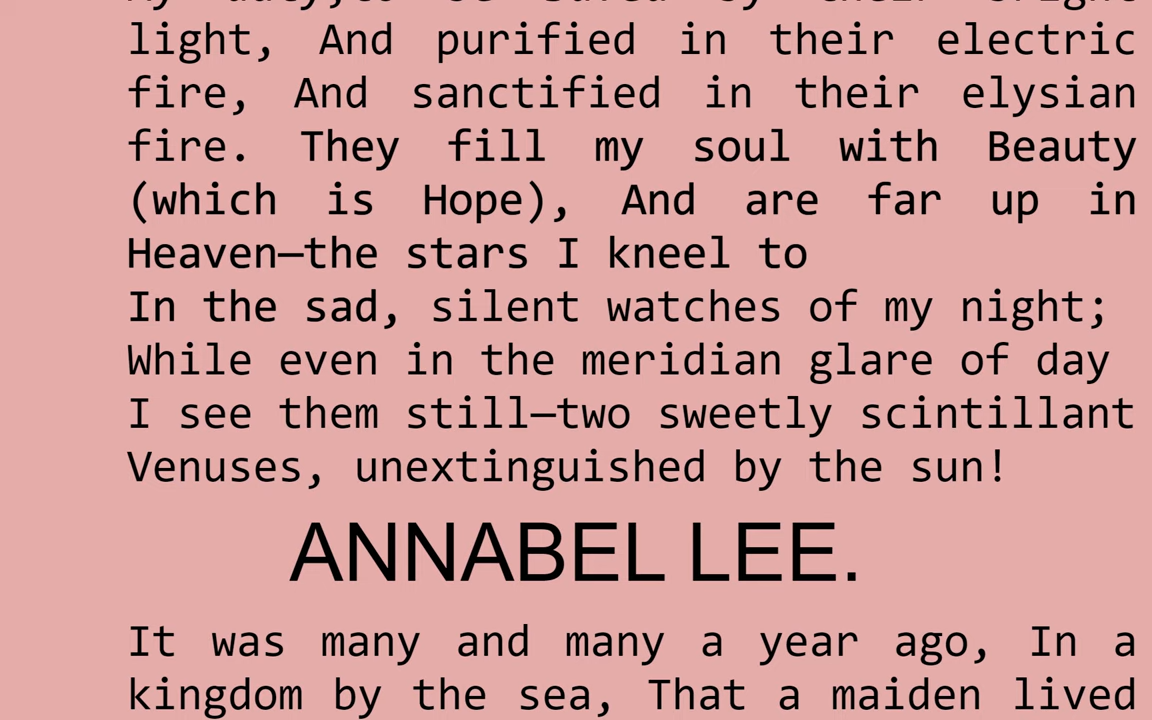 light, And purified in their electric
fire, And sanctified in their elysian
fire. They fill my soul with Beauty
(which is Hope), And are far up in
Heaven—the stars I kneel to
In the sad, silent watches of my night;
While even in the meridian glare of day
I see them still—two sweetly scintillant
Venuses, unextinguished by the sun!
ANNABEL LEE.
It was many and many a year ago, In a
kingdom by the sea, That a maiden lived